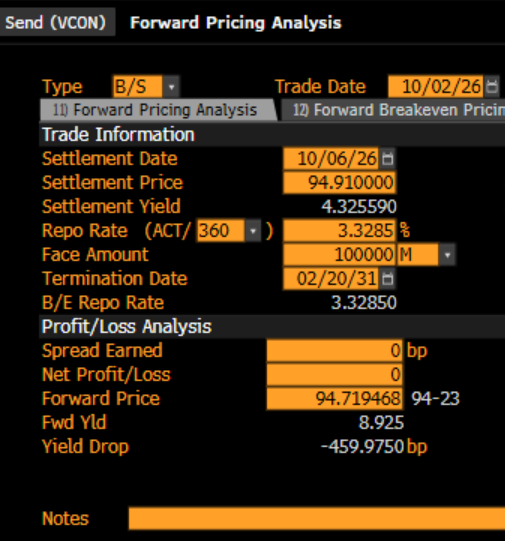 Send (VCON) Forward Pricing Analysis
Type B/S Trade Date 10/02/26
11) Forward Pricing Analysis 12) Forward Breakeven Pricin
Trade Information
Settlement Date 10/06/26
Settlement Price 94.910000
Settlement Yield 4.325590
Repo Rate (ACT/ 360 ) 3.3285 %
Face Amount 100000 M
Termination Date 02/20/31
B/E Repo Rate 3.32850
Profit/Loss Analysis
Spread Earned 0 bp
Net Profit/Loss 0
Forward Price 94.719468 94-23
Fwd Yld 8.925
Yield Drop -459.9750 bp
Notes